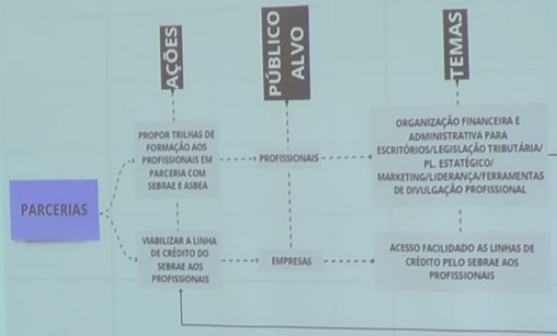 AÇÕES
PÚBLICO
ALVO
TEMAS
PARCERIAS
PROPOR TRILHAS DE
FORMAÇÃO AOS
PROFISSIONAIS EM
PARCERIA COM
SEBRAE E ASBEA
PROFISSIONAIS
ORGANIZAÇÃO FINANCEIRA E
ADMINISTRATIVA PARA
ESCRITÓRIOS/LEGISLAÇÃO TRIBUTÁRIA/
PL. ESTATÉGICO/
MARKETING/LIDERANÇA/FERRAMENTAS
DE DIVULGAÇÃO PROFISSIONAL
VIABILIZAR A LINHA
DE CRÉDITO DO
SEBRAE AOS
PROFISSIONAIS
EMPRESAS
ACESSO FACILIDADO AS LINHAS DE
CRÉDITO PELO SEBRAE AOS
PROFISSIONAIS